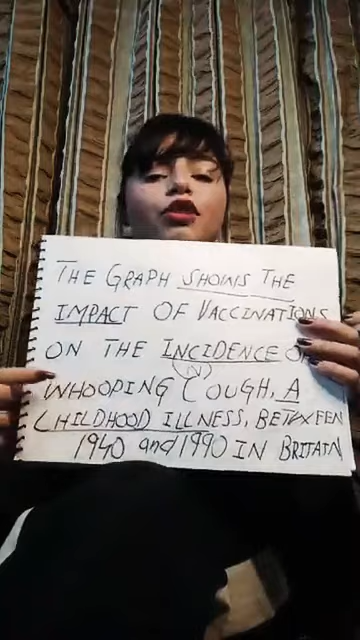 THE GRAPH SHOWS THE
IMPACT OF VACCINATIONS
ON THE INCIDENCE OF
(N)
WHOOPING COUGH, A
CHILDHOOD ILLNESS, BETWEEN
1940 and 1990 IN BRITAIN